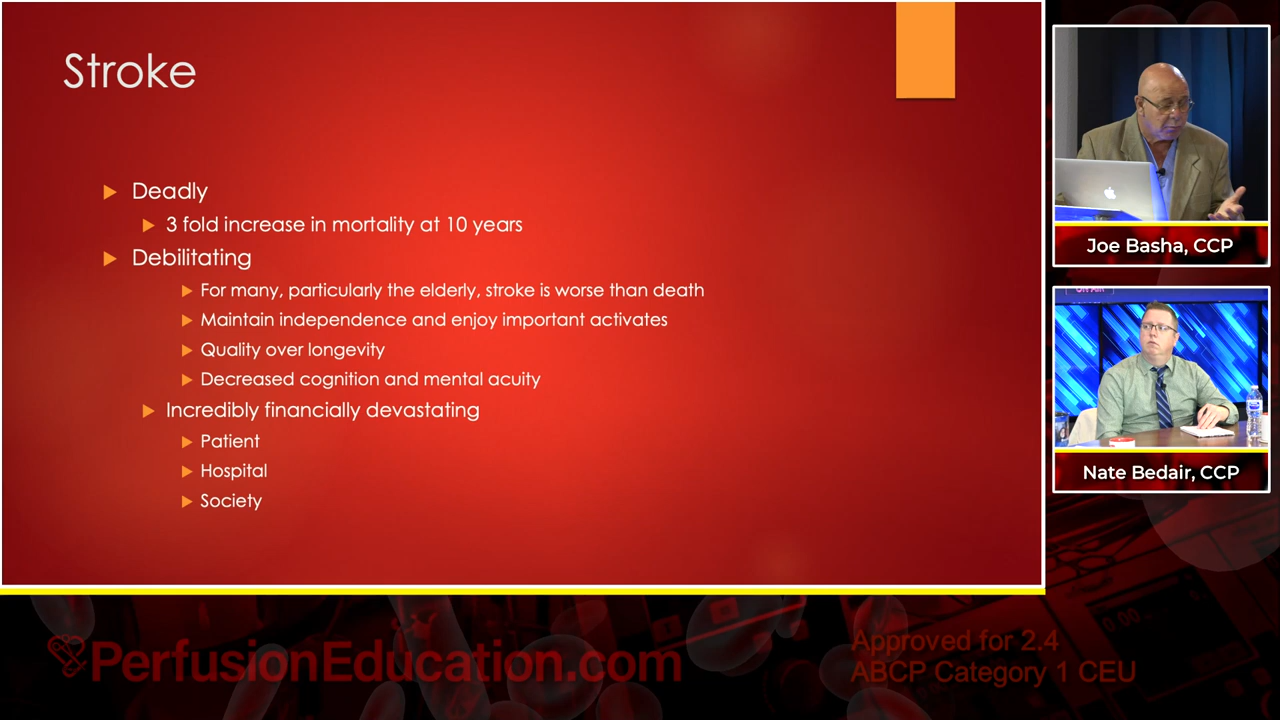 Stroke
Deadly
3 fold increase in mortality at 10 years
Debilitating
For many, particularly the elderly, stroke is worse than death
Maintain independence and enjoy important activates
Quality over longevity
Decreased cognition and mental acuity
Incredibly financially devastating
Patient
Hospital
Society
Joe Basha, CCP
Nate Bedair, CCP
PerfusionEducation.com
Approved for 2.4
ABCP Category 1 CEU